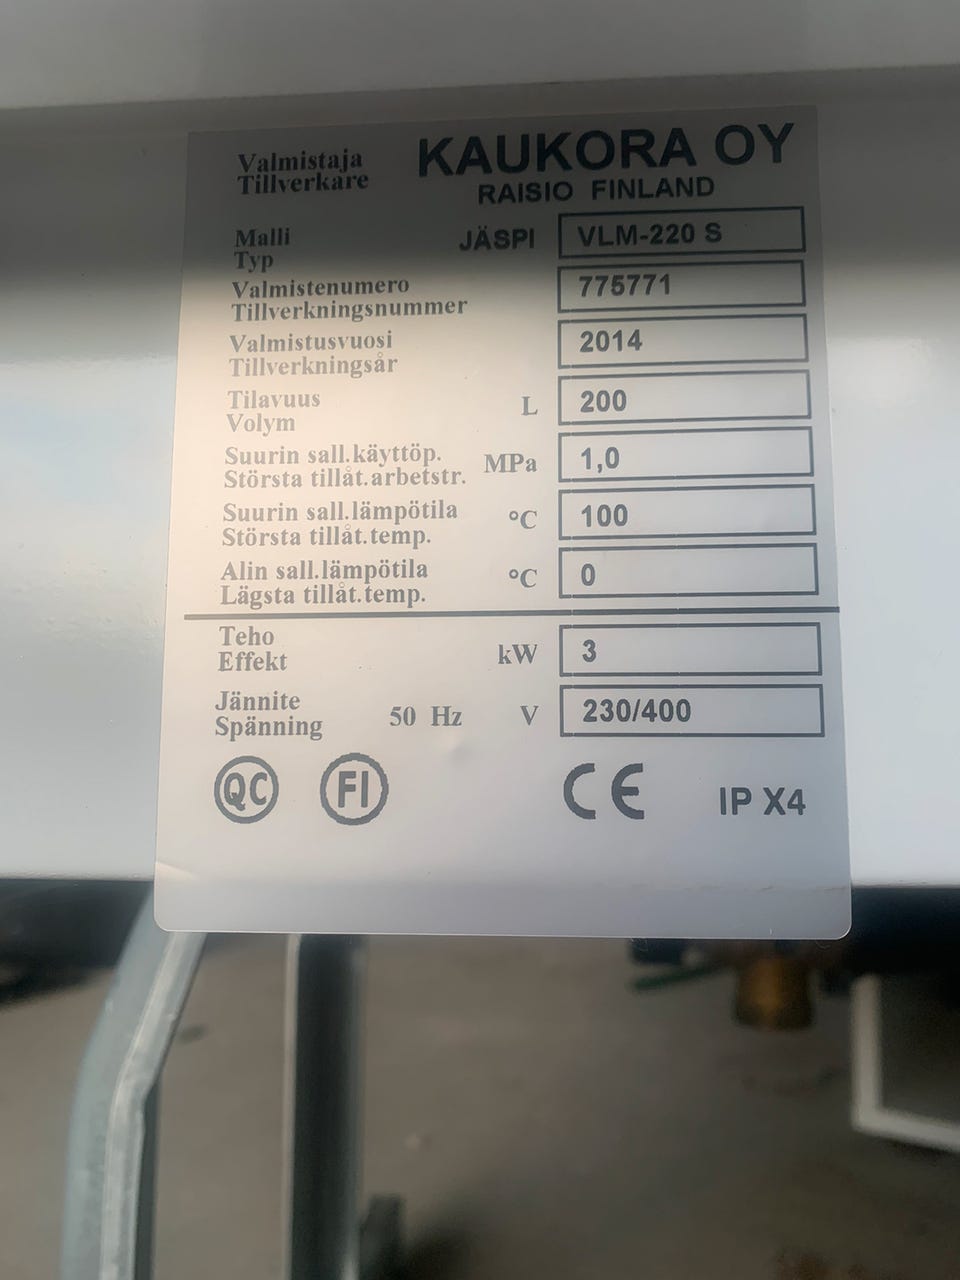 Valmistaja KAUKORA OY
Tillverkare RAISIO FINLAND
Malli JÄSPI VLM-220 S
Typ
Valmistenumero 775771
Tillverkningsnummer
Valmistusvuosi 2014
Tillverkningsår
Tilavuus L 200
Volym
Suurin sall.käyttöp. MPa 1,0
Största tillåt.arbetstr.
Suurin sall.lämpötila °C 100
Största tillåt.temp.
Alin sall.lämpötila °C 0
Lägsta tillåt.temp.
Teho kW 3
Effekt
Jännite 50 Hz V 230/400
Spänning
QC FI CE IP X4